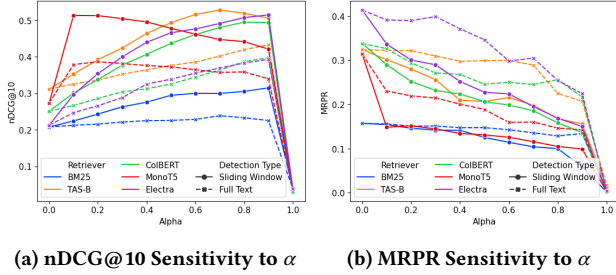 0.5
0.4
0.3
0.2
0.1
nDCG@10
Retriever
BM25
TAS-B
ColBERT
MonoT5
Electra
Detection Type
Sliding Window
Full Text
0.0 0.2 0.4 0.6 0.8 1.0
Alpha
(a) nDCG@10 Sensitivity to α
0.4
0.3
0.2
0.1
0.0
MRPR
Retriever
BM25
TAS-B
ColBERT
MonoT5
Electra
Detection Type
Sliding Window
Full Text
0.0 0.2 0.4 0.6 0.8 1.0
Alpha
(b) MRPR Sensitivity to α